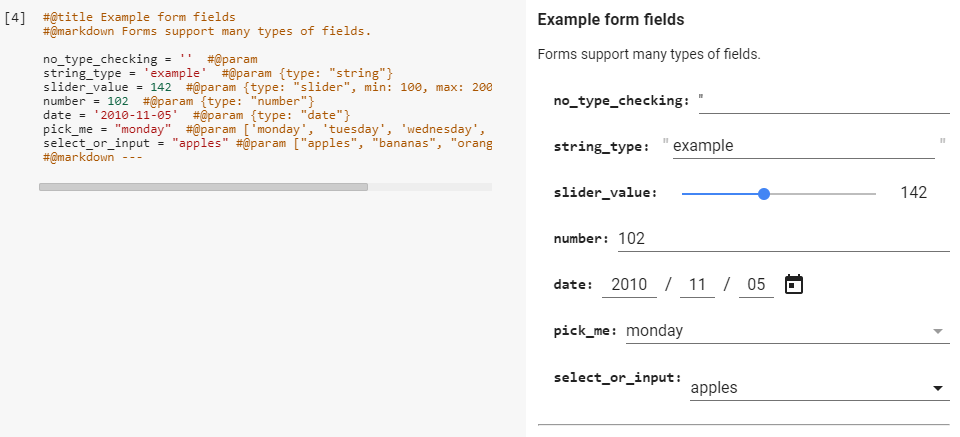 [4] #@title Example form fields
#@markdown Forms support many types of fields.
no_type_checking = '' #@param
string_type = 'example' #@param {type: "string"}
slider_value = 142 #@param {type: "slider", min: 100, max: 200
number = 102 #@param {type: "number"}
date = '2010-11-05' #@param {type: "date"}
pick_me = "monday" #@param ['monday', 'tuesday', 'wednesday',
select_or_input = "apples" #@param ["apples", "bananas", "orang
#@markdown ---
Example form fields
Forms support many types of fields.
no_type_checking: ''
string_type: " example "
slider_value: 142
number: 102
date: 2010 / 11 / 05
pick_me: monday
select_or_input: apples